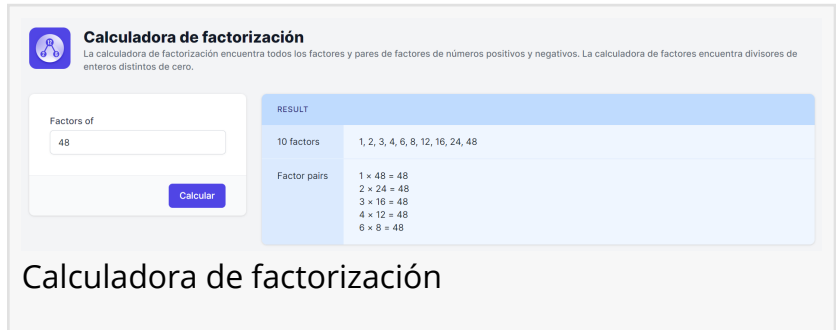 Calculadora de factorización
La calculadora de factorización encuentra todos los factores y pares de factores de números positivos y negativos. La calculadora de factores encuentra divisores de
enteros distintos de cero.
Factors of
48
Calcular
RESULT
10 factors 1, 2, 3, 4, 6, 8, 12, 16, 24, 48
Factor pairs 1 × 48 = 48
2 × 24 = 48
3 × 16 = 48
4 × 12 = 48
6 × 8 = 48
Calculadora de factorización